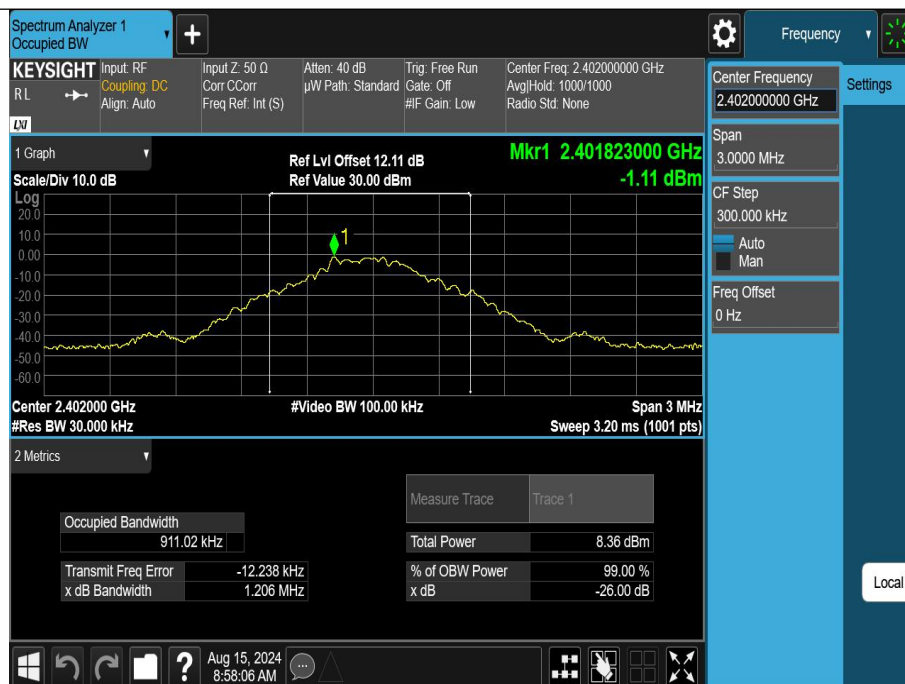 Spectrum Analyzer 1
Occupied BW
+
Frequency
KEYSIGHT
RL
LXI
Input: RF
Coupling: DC
Align: Auto
Input Z: 50 Ω
Corr CCorr
Freq Ref: Int (S)
Atten: 40 dB
µW Path: Standard
Trig: Free Run
Gate: Off
#IF Gain: Low
Center Freq: 2.402000000 GHz
Avg|Hold: 1000/1000
Radio Std: None
Center Frequency
2.402000000 GHz
Settings
Span
3.0000 MHz
CF Step
300.000 kHz
Auto
Man
Freq Offset
0 Hz
Local
1 Graph
Scale/Div 10.0 dB
Ref Lvl Offset 12.11 dB
Ref Value 30.00 dBm
Mkr1 2.401823000 GHz
-1.11 dBm
Log
20.0
10.0
0.00
-10.0
-20.0
-30.0
-40.0
-50.0
-60.0
1
Center 2.402000 GHz
#Video BW 100.00 kHz
Span 3 MHz
#Res BW 30.000 kHz
Sweep 3.20 ms (1001 pts)
2 Metrics
Measure Trace Trace 1
Occupied Bandwidth
911.02 kHz
Total Power 8.36 dBm
Transmit Freq Error -12.238 kHz
% of OBW Power 99.00 %
x dB Bandwidth 1.206 MHz
x dB -26.00 dB
?
Aug 15, 2024
8:58:06 AM